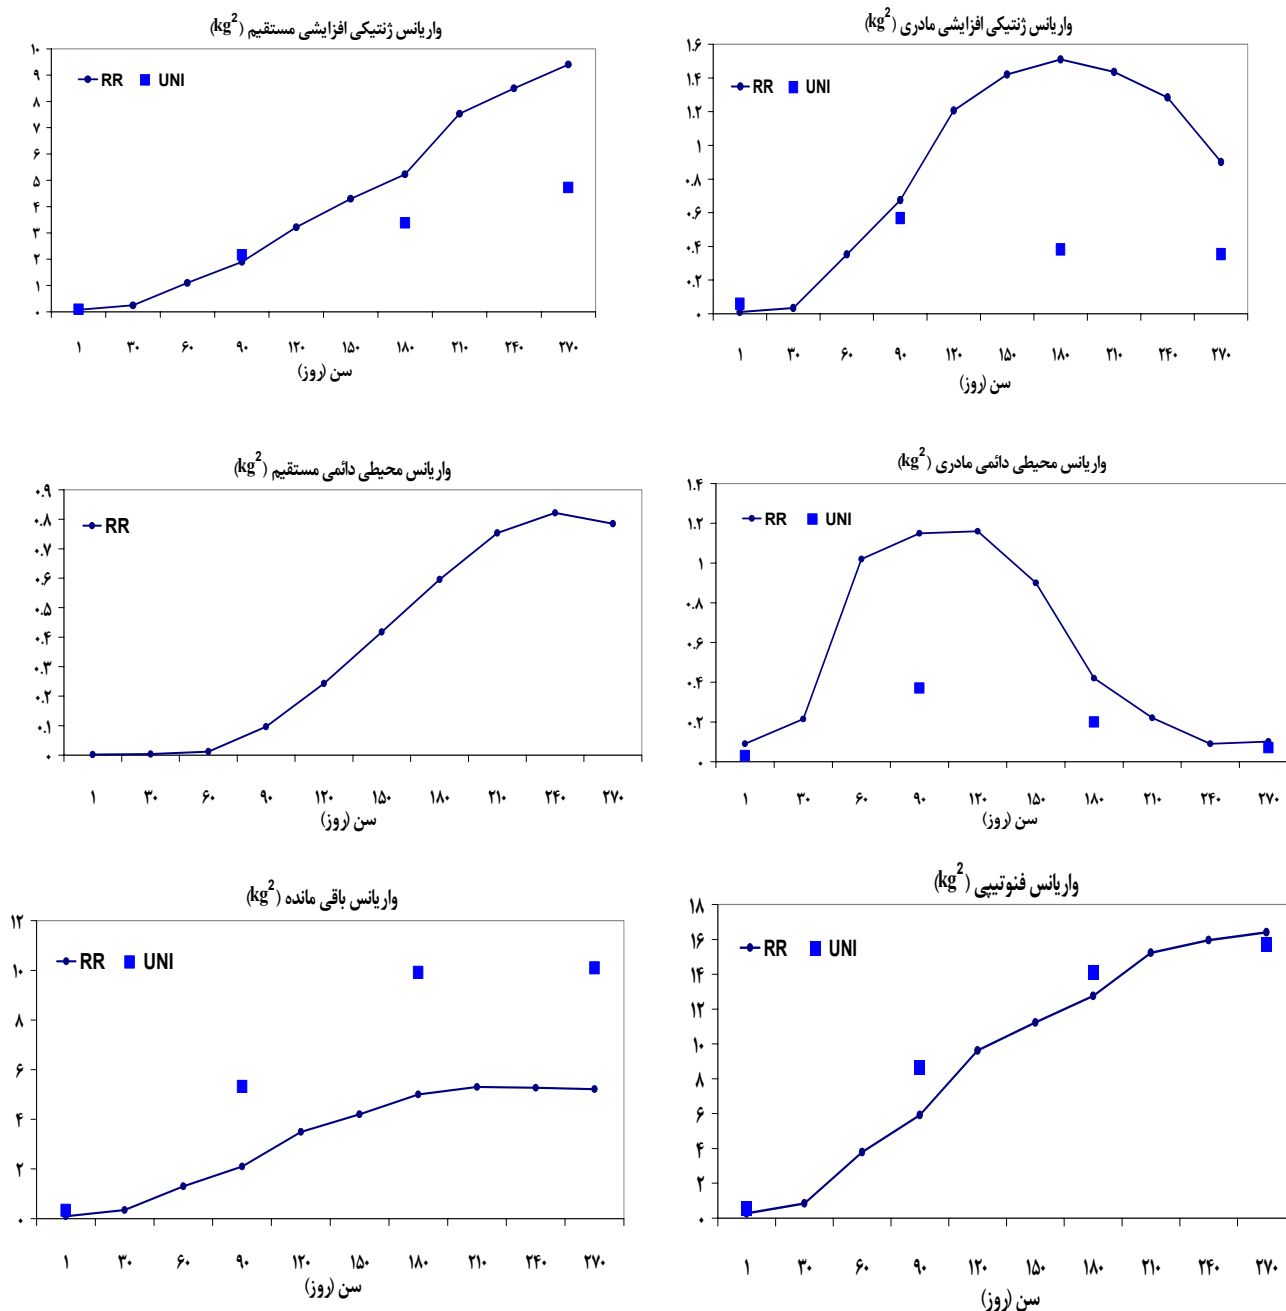 واریانس ژنتیکی افزایشی مستقیم (kg²)
RR UNI
۱۰
۹
۸
۷
۶
۵
۴
۳
۲
۱
۰
۱ ۳۰ ۶۰ ۹۰ ۱۲۰ ۱۵۰ ۱۸۰ ۲۱۰ ۲۴۰ ۲۷۰
سن (روز)
واریانس ژنتیکی افزایشی مادری (kg²)
RR UNI
۱.۶
۱.۴
۱.۲
۱
۰.۸
۰.۶
۰.۴
۰.۲
۰
۱ ۳۰ ۶۰ ۹۰ ۱۲۰ ۱۵۰ ۱۸۰ ۲۱۰ ۲۴۰ ۲۷۰
سن (روز)
واریانس محیطی دائمی مستقیم (kg²)
RR
۰.۹
۰.۸
۰.۷
۰.۶
۰.۵
۰.۴
۰.۳
۰.۲
۰.۱
۰
۱ ۳۰ ۶۰ ۹۰ ۱۲۰ ۱۵۰ ۱۸۰ ۲۱۰ ۲۴۰ ۲۷۰
سن (روز)
واریانس محیطی دائمی مادری (kg²)
RR UNI
۱.۴
۱.۲
۱
۰.۸
۰.۶
۰.۴
۰.۲
۰
۱ ۳۰ ۶۰ ۹۰ ۱۲۰ ۱۵۰ ۱۸۰ ۲۱۰ ۲۴۰ ۲۷۰
سن (روز)
واریانس باقی مانده (kg²)
RR UNI
۱۲
۱۰
۸
۶
۴
۲
۰
۱ ۳۰ ۶۰ ۹۰ ۱۲۰ ۱۵۰ ۱۸۰ ۲۱۰ ۲۴۰ ۲۷۰
سن (روز)
واریانس فنوتیپی (kg²)
RR UNI
۱۸
۱۶
۱۴
۱۲
۱۰
۸
۶
۴
۲
۰
۱ ۳۰ ۶۰ ۹۰ ۱۲۰ ۱۵۰ ۱۸۰ ۲۱۰ ۲۴۰ ۲۷۰
سن (روز)